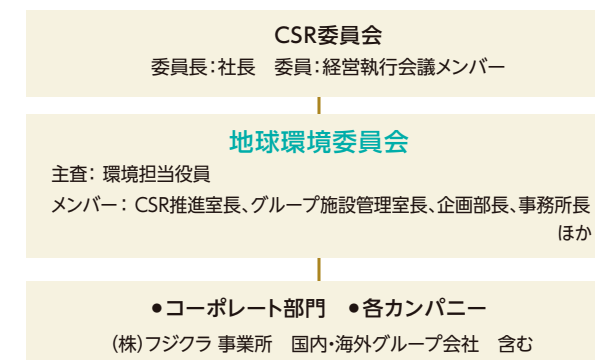 CSR委員会
委員長：社長　委員：経営執行会議メンバー
地球環境委員会
主査： 環境担当役員
メンバー： CSR推進室長、グループ施設管理室長、企画部長、事務所長
ほか
●コーポレート部門　●各カンパニー
(株)フジクラ 事業所　国内・海外グループ会社　含む